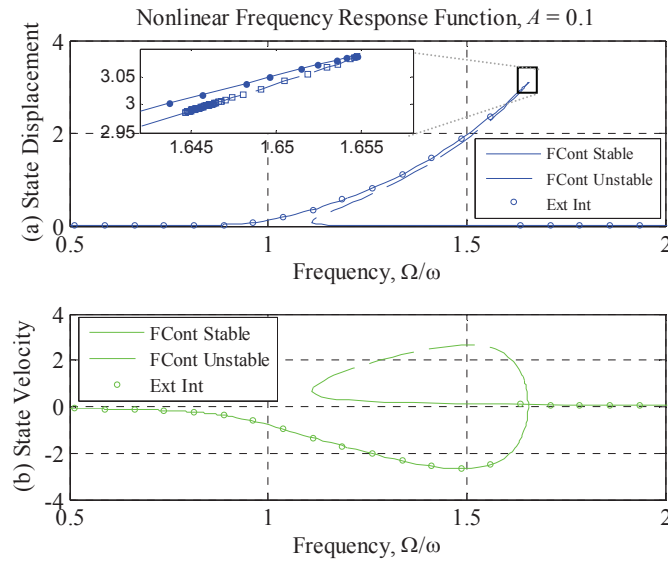 Nonlinear Frequency Response Function, A = 0.1
(a) State Displacement
4
2
0
3.05
3
2.95
1.645
1.65
1.655
FCont Stable
FCont Unstable
Ext Int
0.5
1
1.5
2
Frequency, Ω/ω
(b) State Velocity
4
2
0
-2
-4
FCont Stable
FCont Unstable
Ext Int
0.5
1
1.5
2
Frequency, Ω/ω